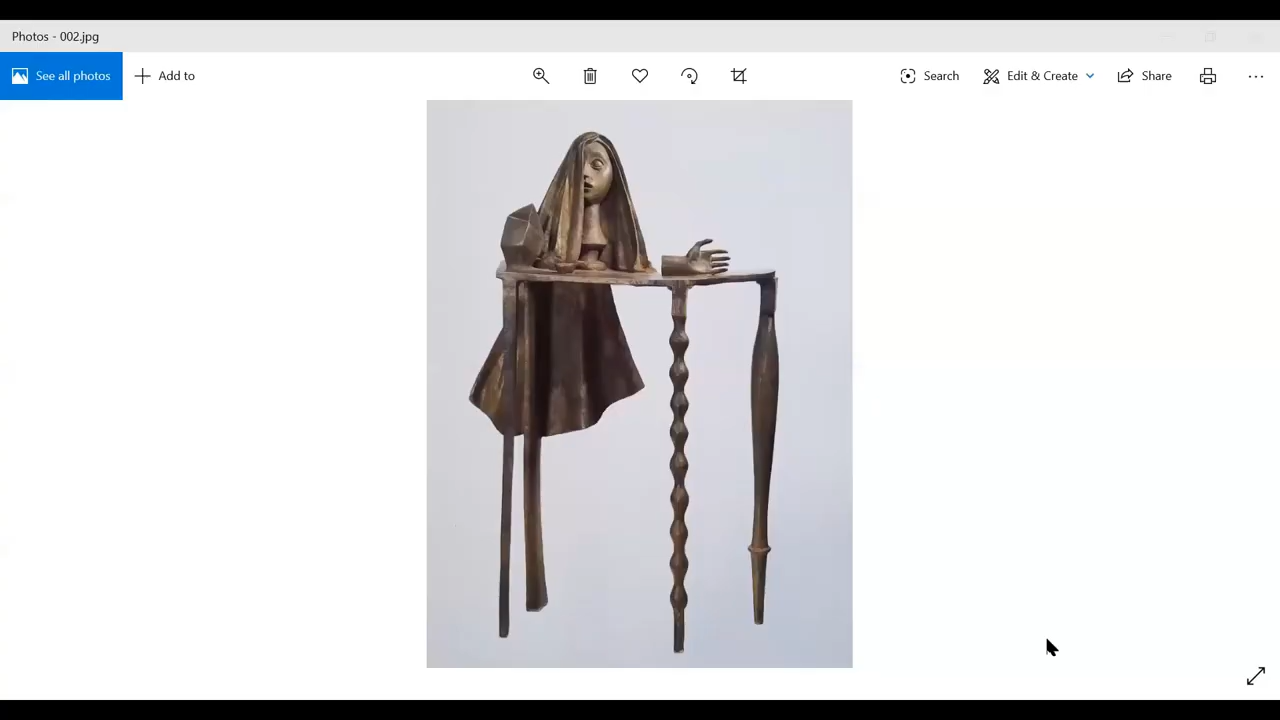 Photos - 002.jpg
See all photos
Add to
Search
Edit & Create
Share